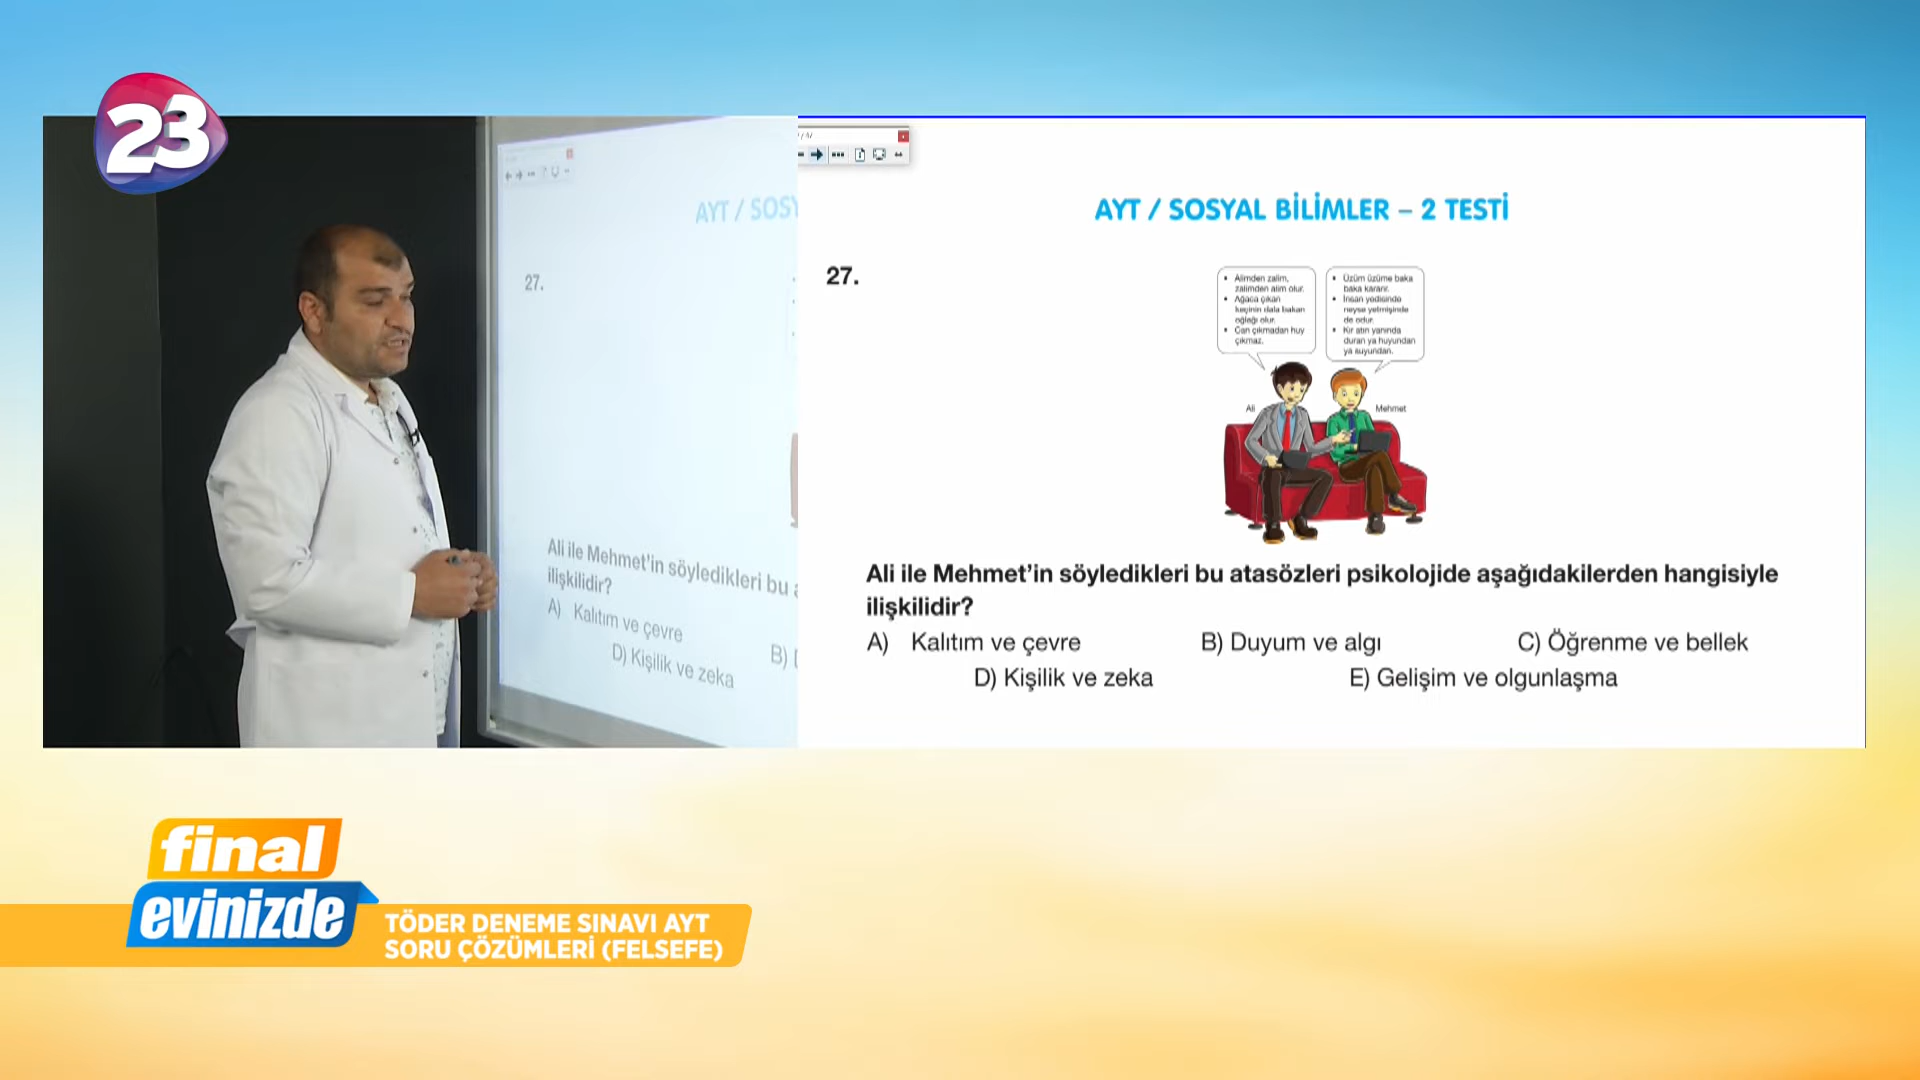 23
AYT / SOSY
27.
Ali ile Mehmet'in söyledikleri bu a
ilişkilidir?
A) Kalıtım ve çevre
B)
D) Kişilik ve zeka
AYT / SOSYAL BİLİMLER – 2 TESTİ
27.
• Alimden zalim,
zalimden alim olur.
• Ağaca çıkan
keçinin dala bakan
oğlağı olur.
• Can çıkmadan huy
çıkmaz.
• Üzüm üzüme baka
baka kararır.
• İnsan yedisinde
neyse yetmişinde
de odur.
• Kır atın yanında
duran ya huyundan
ya suyundan.
Ali
Mehmet
Ali ile Mehmet'in söyledikleri bu atasözleri psikolojide aşağıdakilerden hangisiyle
ilişkilidir?
A) Kalıtım ve çevre
B) Duyum ve algı
C) Öğrenme ve bellek
D) Kişilik ve zeka
E) Gelişim ve olgunlaşma
final
evinizde
TÖDER DENEME SINAVI AYT
SORU ÇÖZÜMLERİ (FELSEFE)